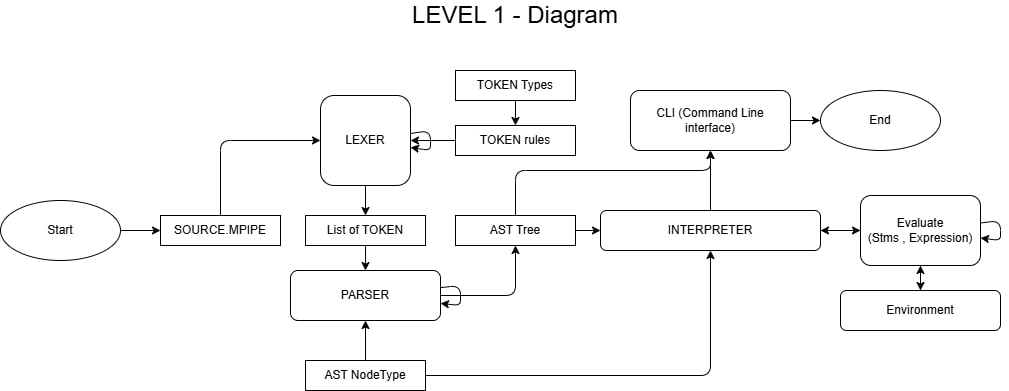 LEVEL 1 - Diagram
TOKEN Types
CLI (Command Line
interface)
End
LEXER
TOKEN rules
Start
SOURCE.MPIPE
List of TOKEN
AST Tree
INTERPRETER
Evaluate
(Stms , Expression)
PARSER
Environment
AST NodeType